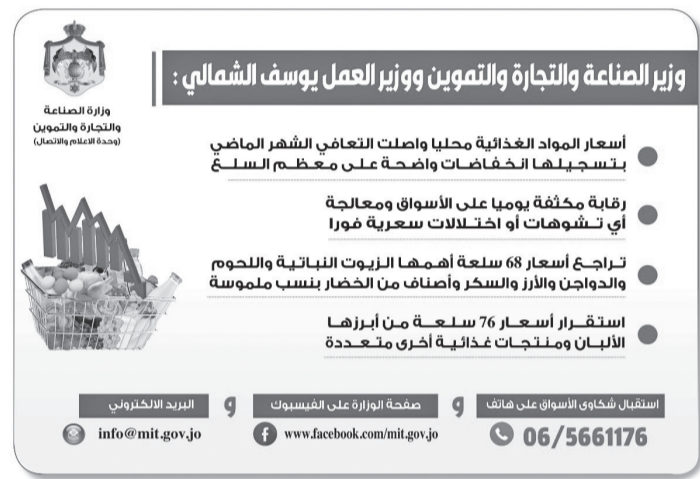 وزير الصناعة والتجارة والتموين ووزير العمل يوسف الشمالي :
وزارة الصناعة
والتجارة والتموين
(وحدة الاعلام والاتصال)
أسعار المواد الغذائية محليا واصلت التعافي الشهر الماضي
بتسجيلها انخفاضات واضحة على معظم السلع
رقابة مكثفة يوميا على الأسواق ومعالجة
أي تشوهات أو اختلالات سعرية فورا
تراجع أسعار 68 سلعة أهمها الزيوت النباتية واللحوم
والدواجن والأرز والسكر وأصناف من الخضار بنسب ملموسة
استقرار أسعار 76 سلعة من أبرزها
الألبان ومنتجات غذائية أخرى متعددة
استقبال شكاوى الأسواق على هاتف و صفحة الوزارة على الفيسبوك و البريد الالكتروني
06/5661176 www.facebook.com/mit.gov.jo info@mit.gov.jo